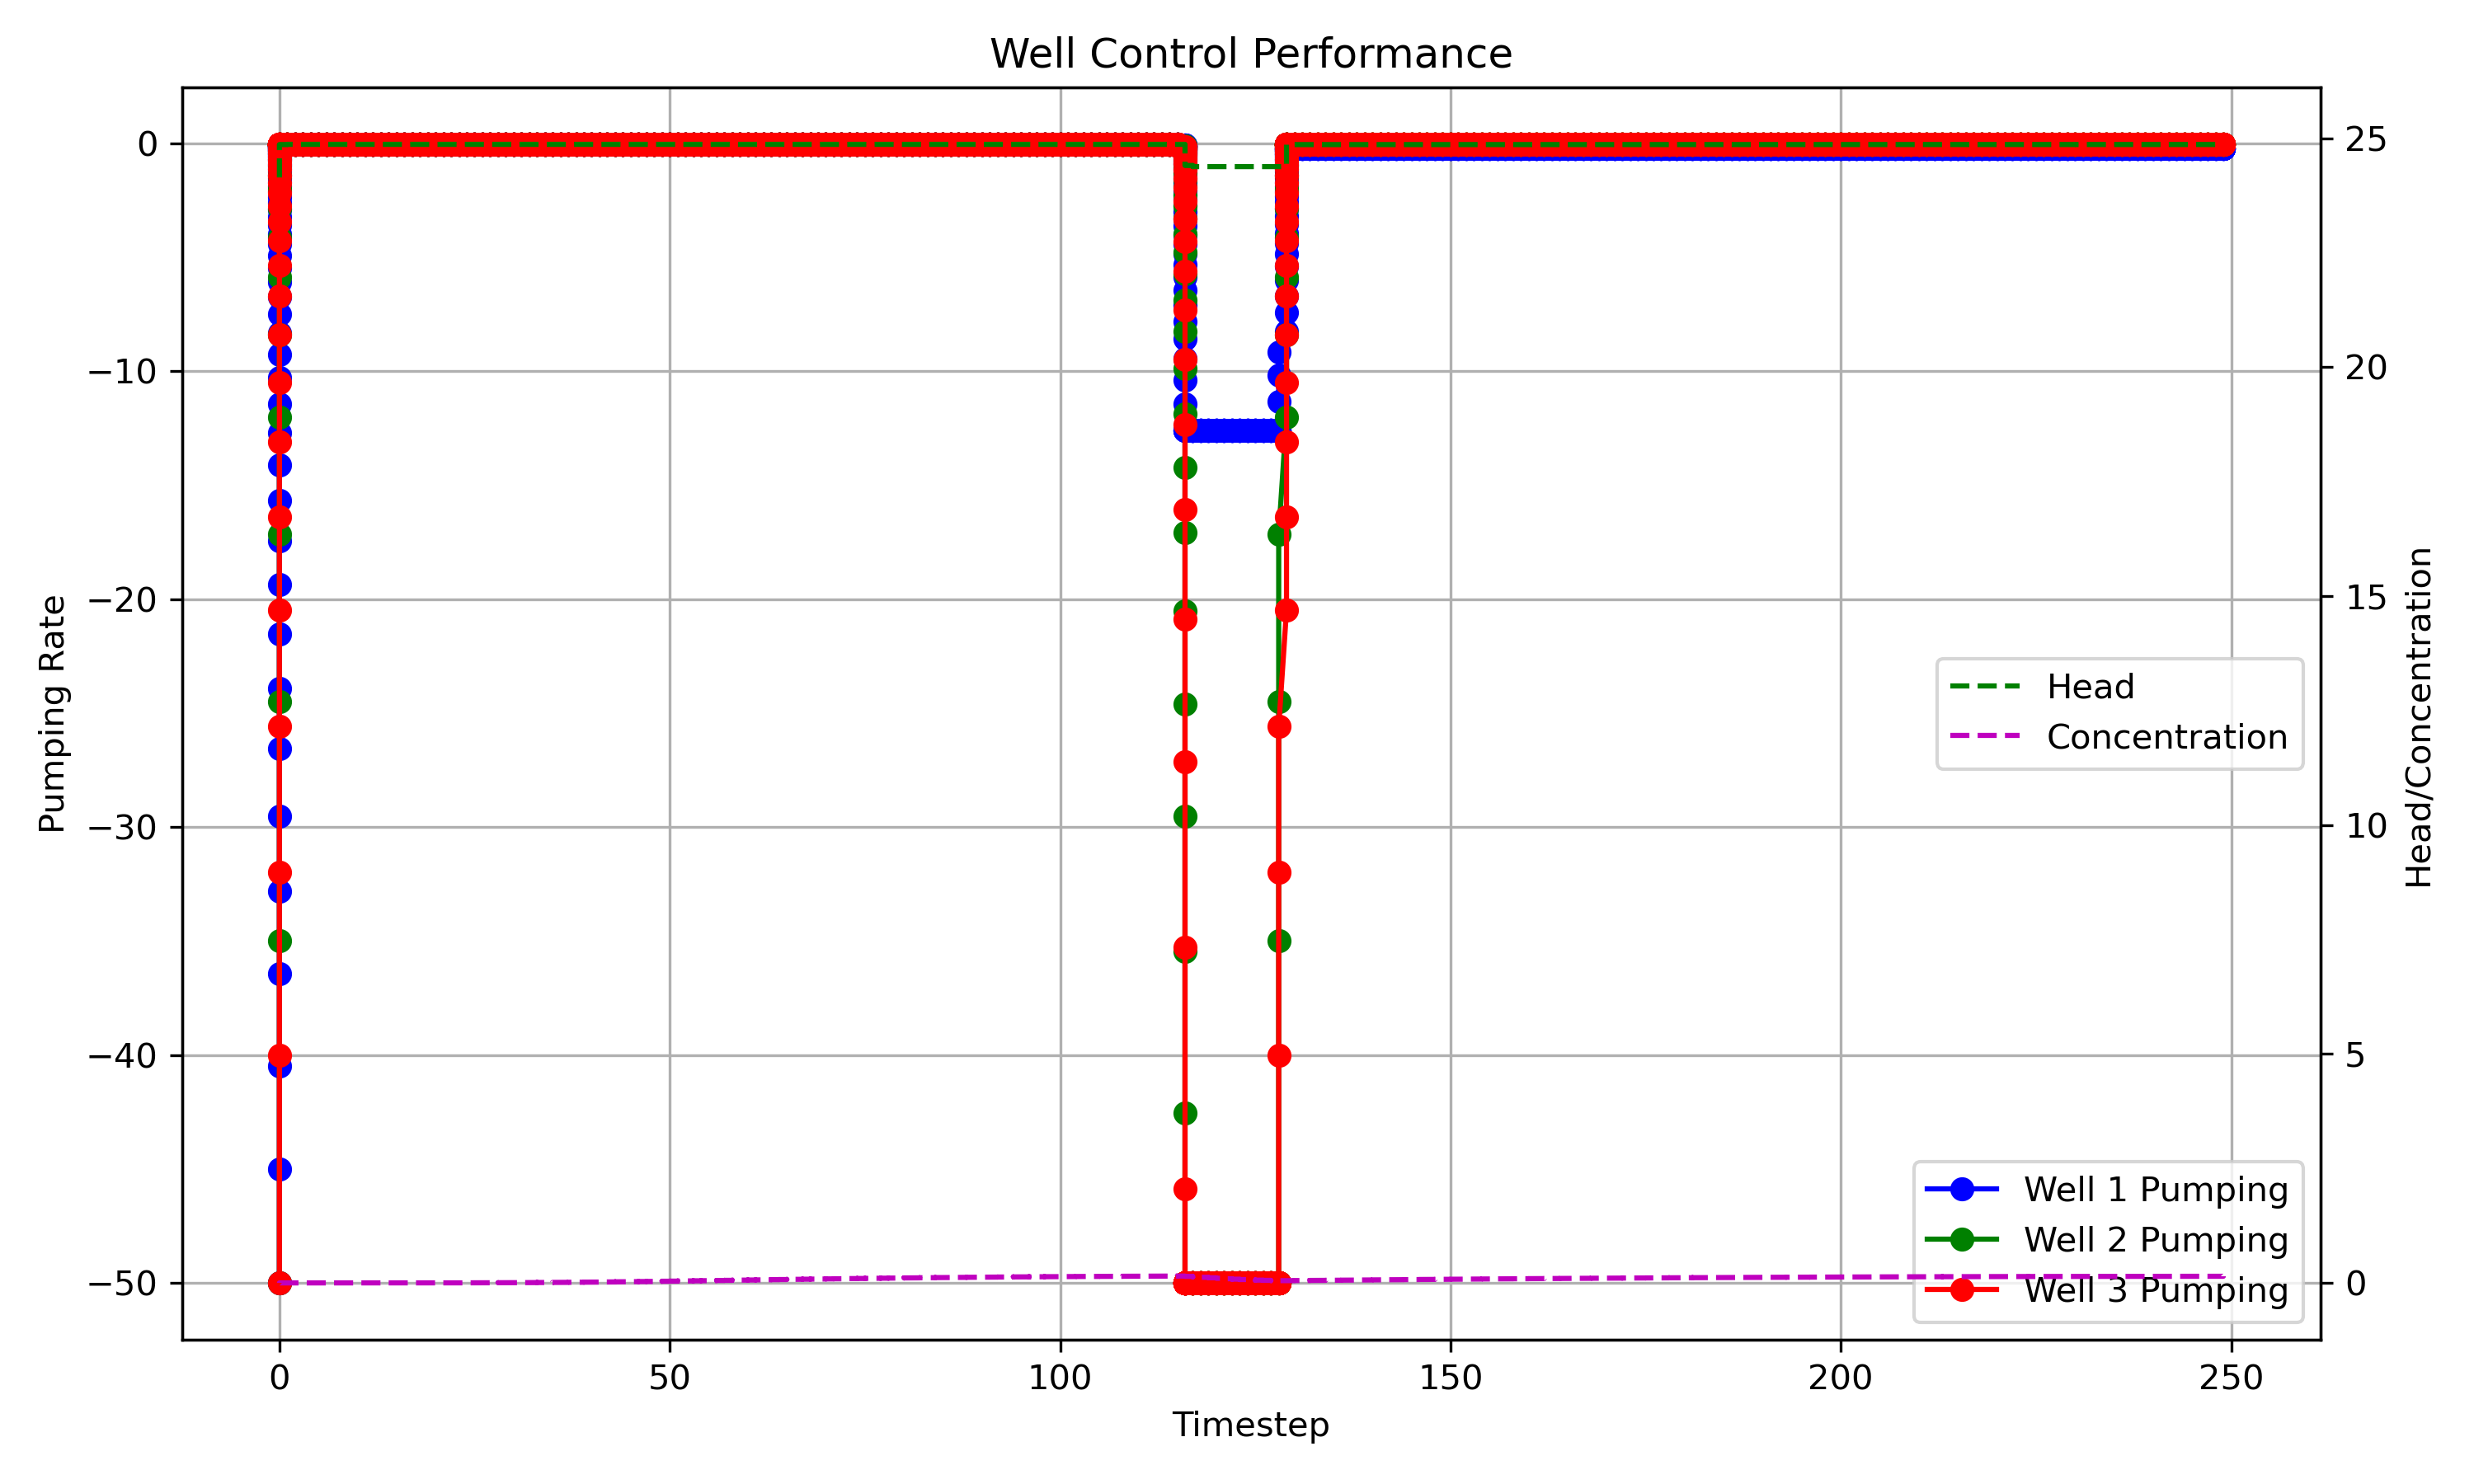 Well Control Performance
0
−10
−20
−30
−40
−50
Pumping Rate
25
20
15
10
5
0
Head/Concentration
Head
Concentration
Well 1 Pumping
Well 2 Pumping
Well 3 Pumping
0 50 100 150 200 250
Timestep